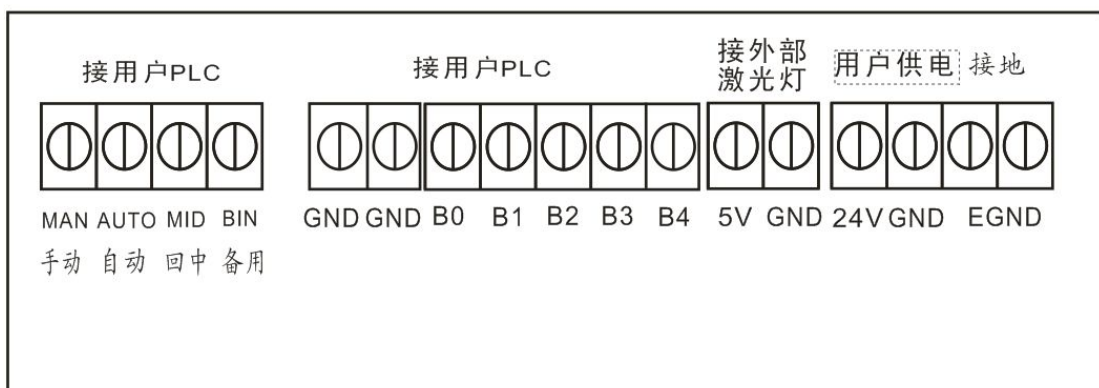 接用户PLC
接用户PLC
接外部
激光灯
用户供电 接地
MAN AUTO MID BIN
GND GND B0 B1 B2 B3 B4 5V GND 24V GND EGND
手动 自动 回中 备用